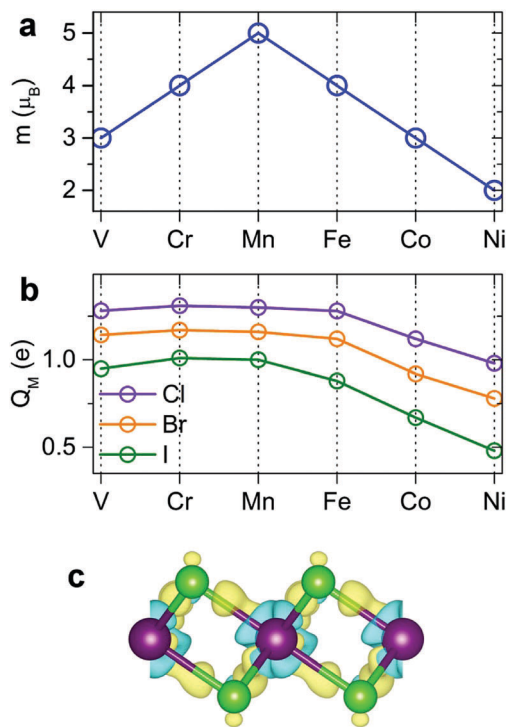 a
m (μB)
5
4
3
2
V Cr Mn Fe Co Ni
b
QM (e)
1.0
0.5
Cl
Br
I
V Cr Mn Fe Co Ni
c